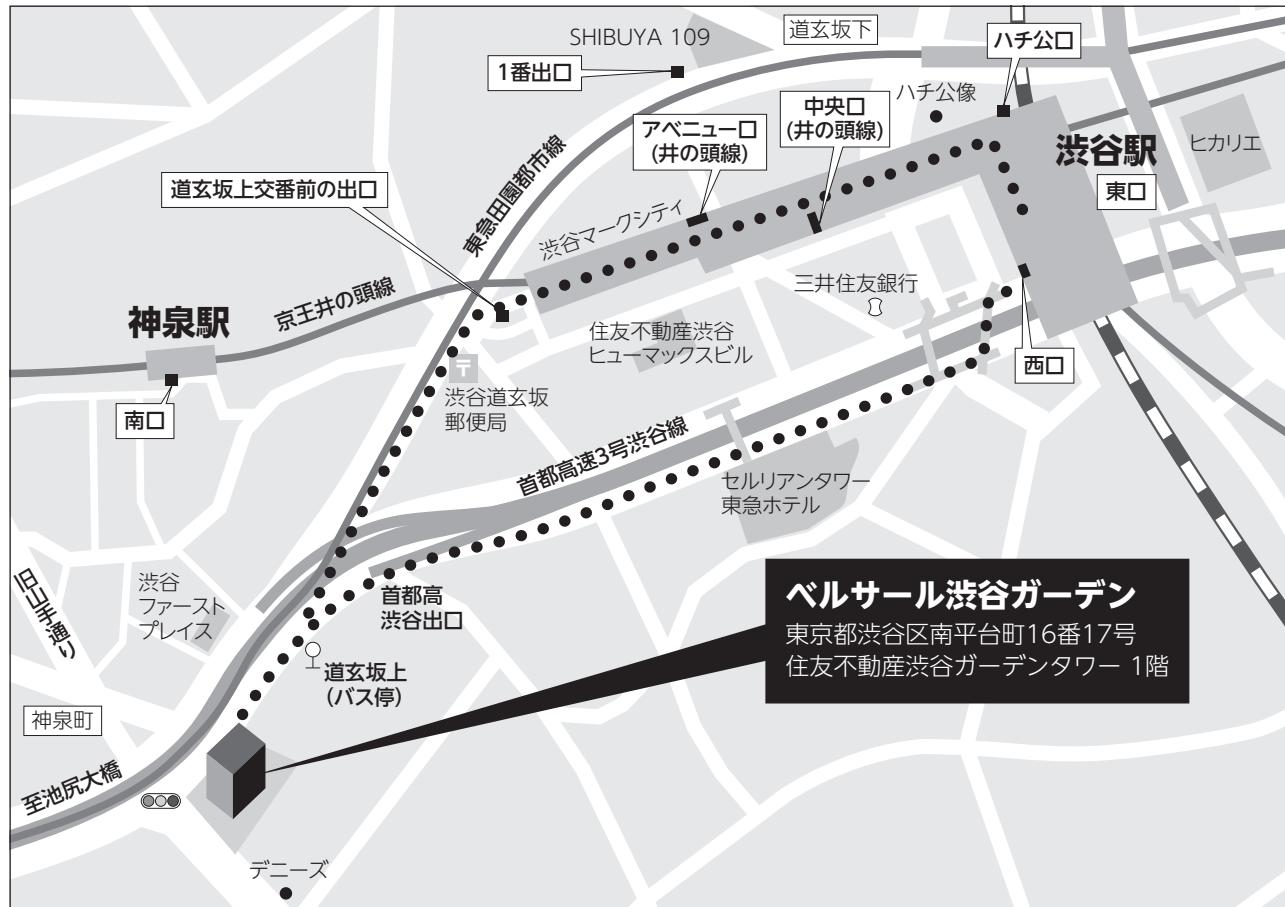 SHIBUYA 109
道玄坂下
ハチ公口
1番出口
ハチ公像
中央口
(井の頭線)
アベニュー口
(井の頭線)
渋谷駅
ヒカリエ
東口
道玄坂上交番前の出口
東急田園都市線
渋谷マークシティ
三井住友銀行
京王井の頭線
神泉駅
住友不動産渋谷
ヒューマックスビル
西口
南口
〒
渋谷道玄坂
郵便局
首都高速3号渋谷線
セルリアンタワー
東急ホテル
旧山手通り
渋谷
ファースト
プレイス
首都高
渋谷出口
ベルサール渋谷ガーデン
東京都渋谷区南平台町16番17号
住友不動産渋谷ガーデンタワー 1階
道玄坂上
(バス停)
神泉町
至池尻大橋
デニーズ